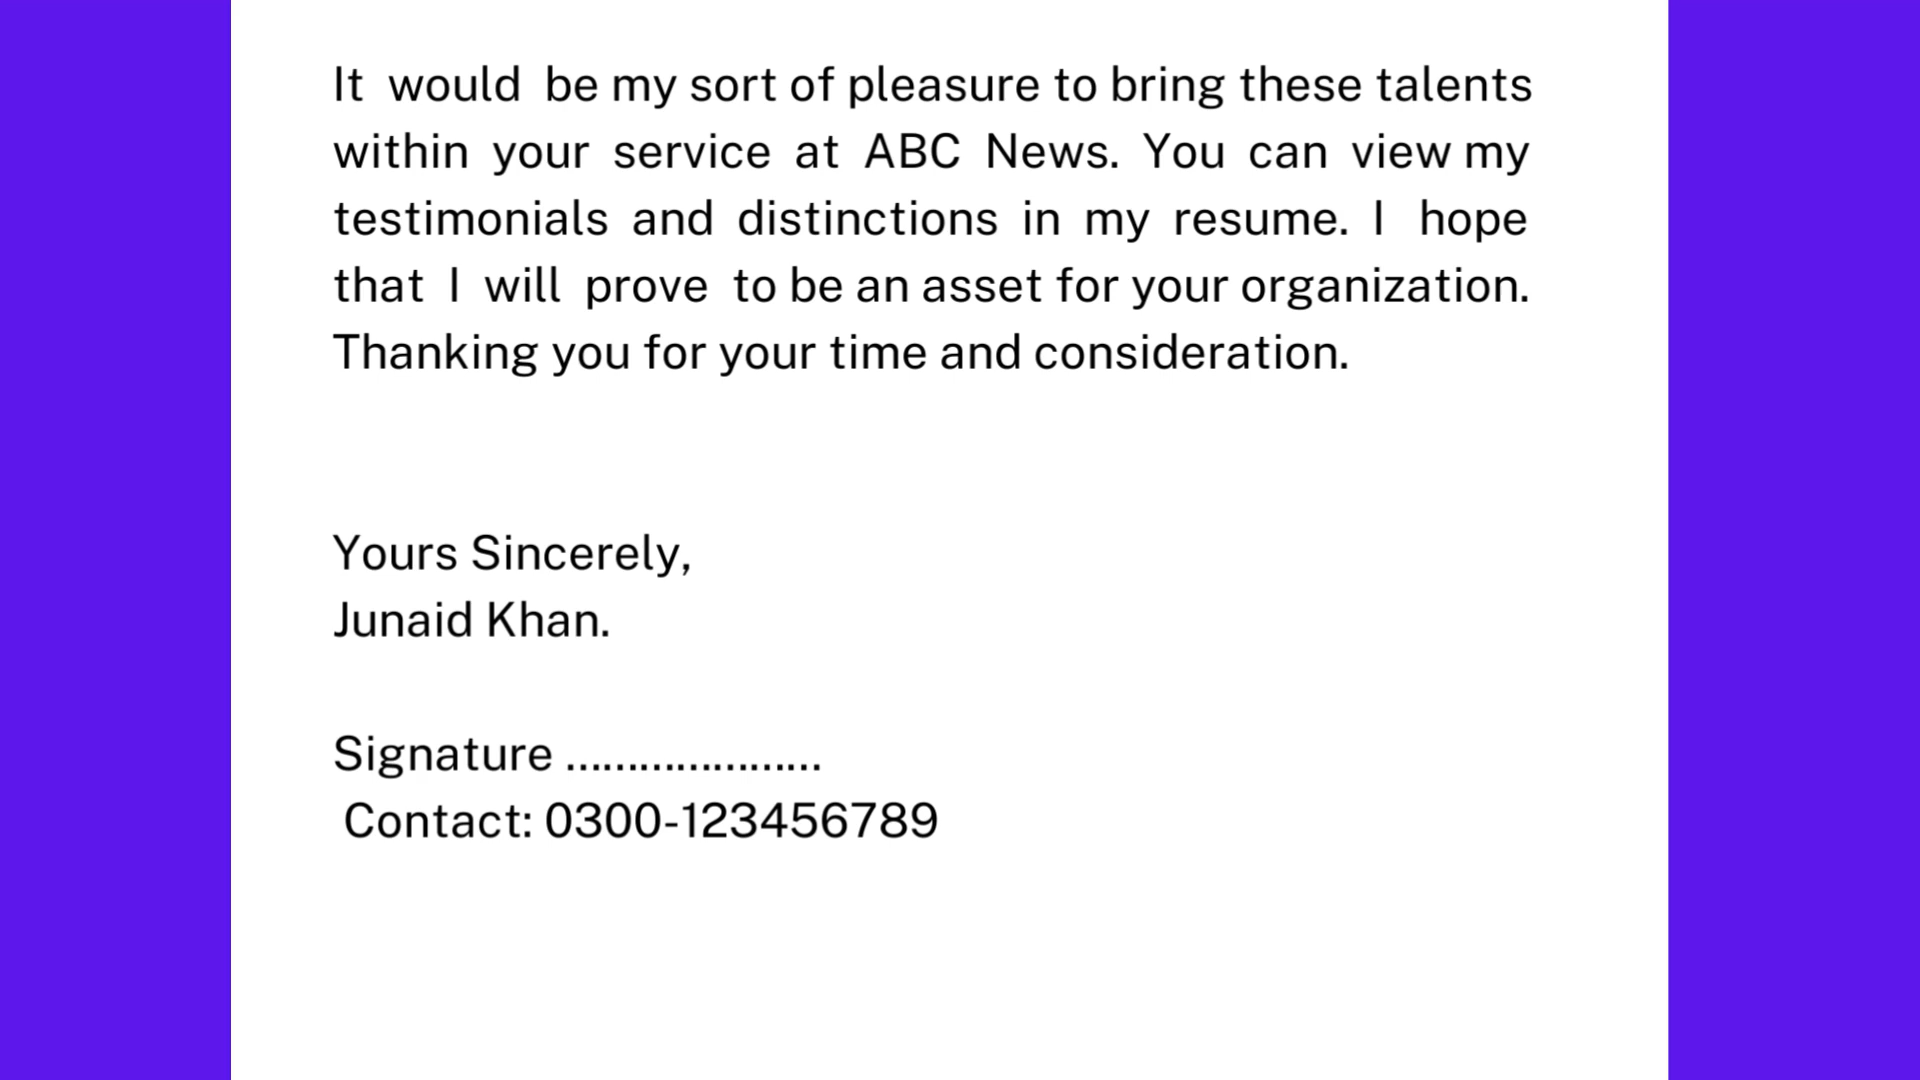 It would be my sort of pleasure to bring these talents
within your service at ABC News. You can view my
testimonials and distinctions in my resume. I hope
that I will prove to be an asset for your organization.
Thanking you for your time and consideration.
Yours Sincerely,
Junaid Khan.
Signature .....................
Contact: 0300-123456789